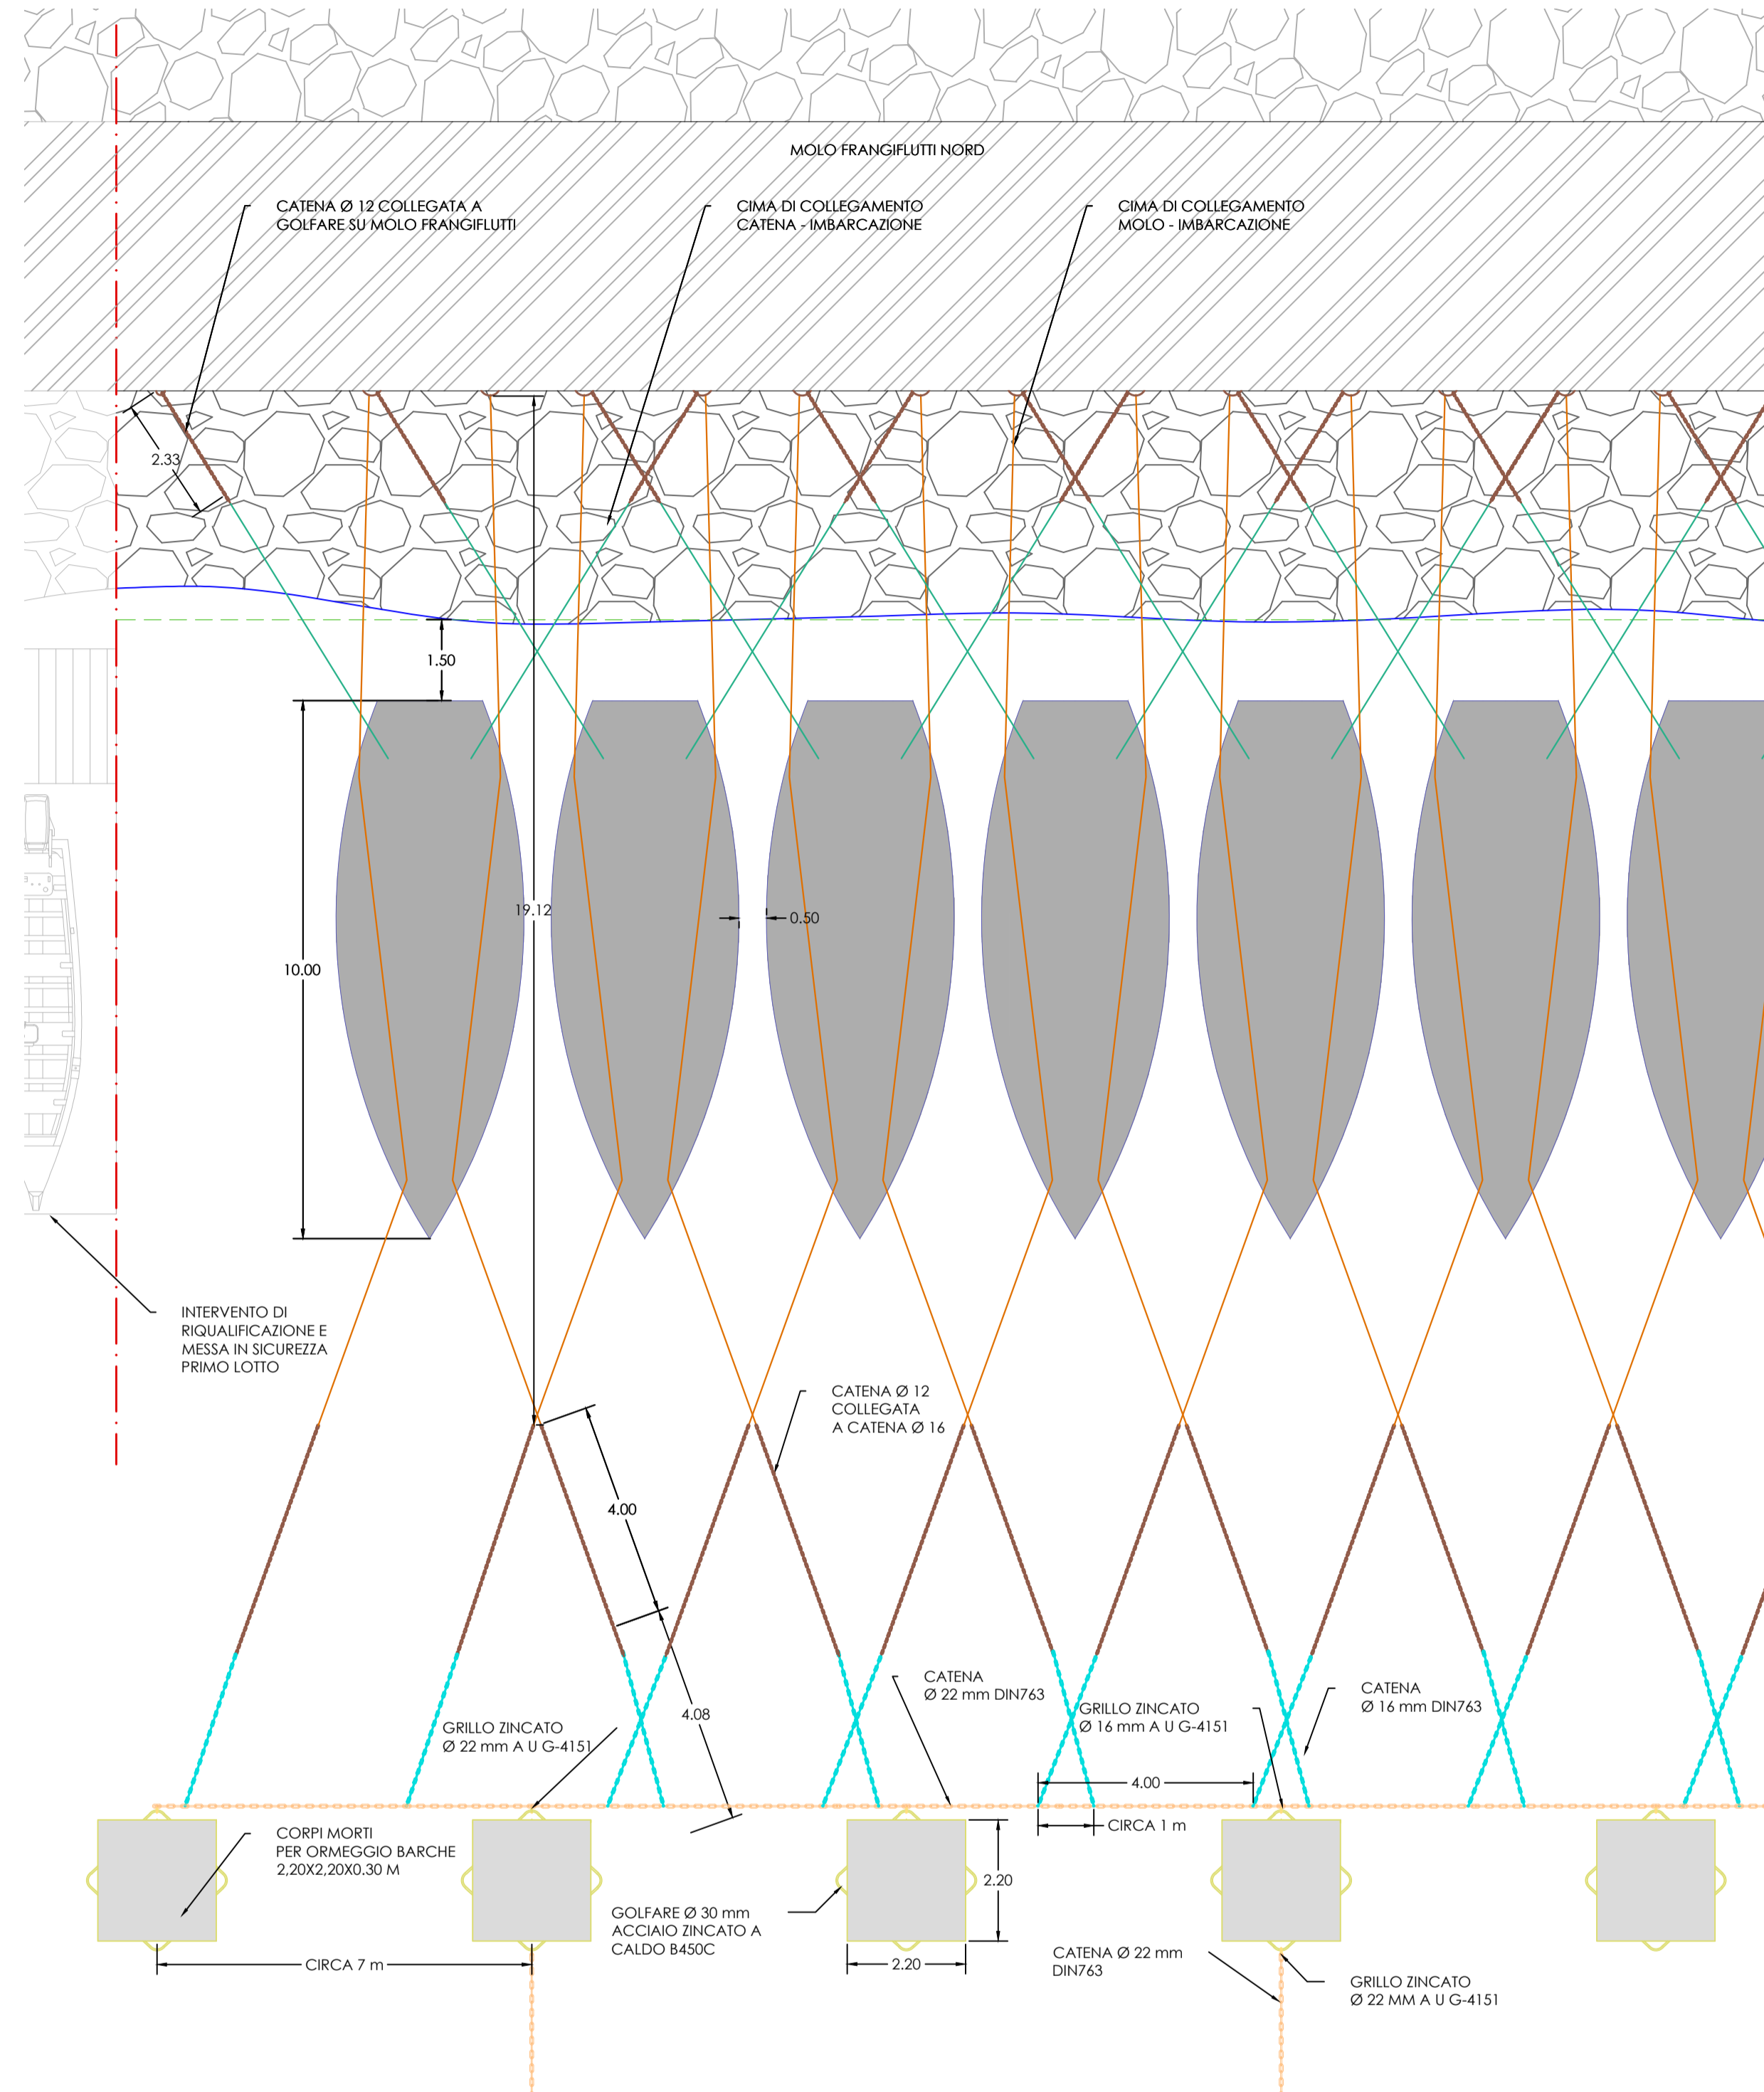 MOLO FRANGIFLUTTI NORD
CATENA Ø 12 COLLEGATA A
GOLFARE SU MOLO FRANGIFLUTTI
CIMA DI COLLEGAMENTO
CATENA - IMBARCAZIONE
CIMA DI COLLEGAMENTO
MOLO - IMBARCAZIONE
2.33
1.50
19.12
0.50
10.00
INTERVENTO DI
RIQUALIFICAZIONE E
MESSA IN SICUREZZA
PRIMO LOTTO
CATENA Ø 12
COLLEGATA
A CATENA Ø 16
4.00
4.08
CATENA
Ø 22 mm DIN763
GRILLO ZINCATO
Ø 16 mm A U G-4151
CATENA
Ø 16 mm DIN763
GRILLO ZINCATO
Ø 22 mm A U G-4151
4.00
CIRCA 1 m
CORPI MORTI
PER ORMEGGIO BARCHE
2,20X2,20X0.30 M
2.20
GOLFARE Ø 30 mm
ACCIAIO ZINCATO A
CALDO B450C
CIRCA 7 m
2.20
CATENA Ø 22 mm
DIN763
GRILLO ZINCATO
Ø 22 MM A U G-4151